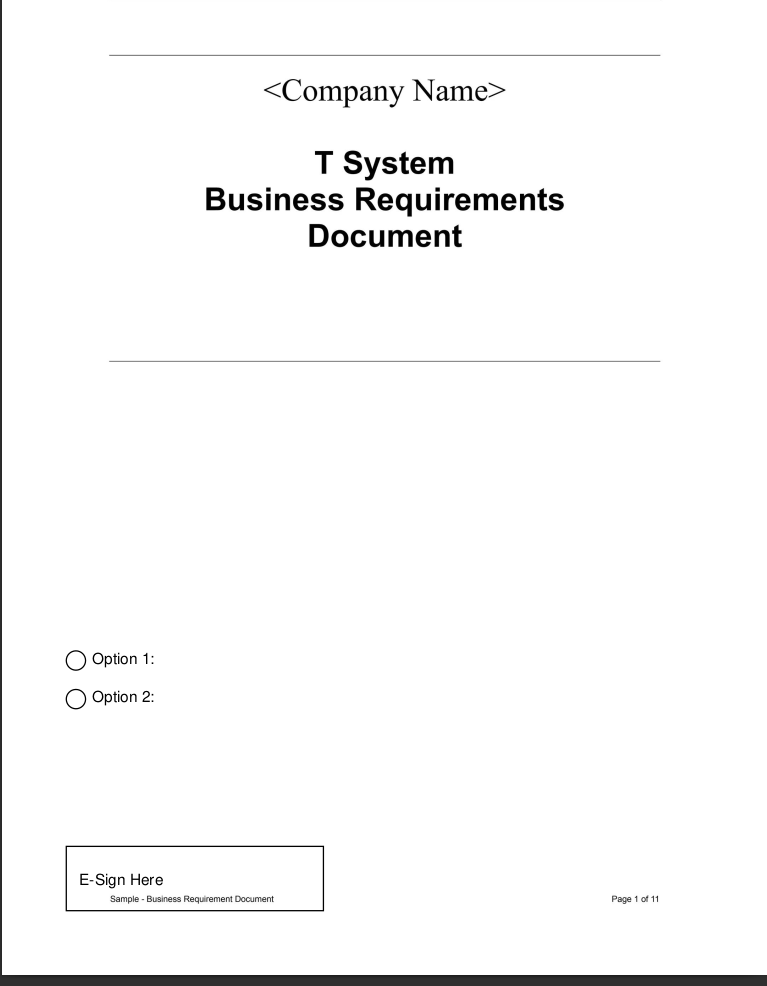 <Company Name>
T System
Business Requirements
Document
Option 1:
Option 2:
E-Sign Here
Sample - Business Requirement Document
Page 1 of 11